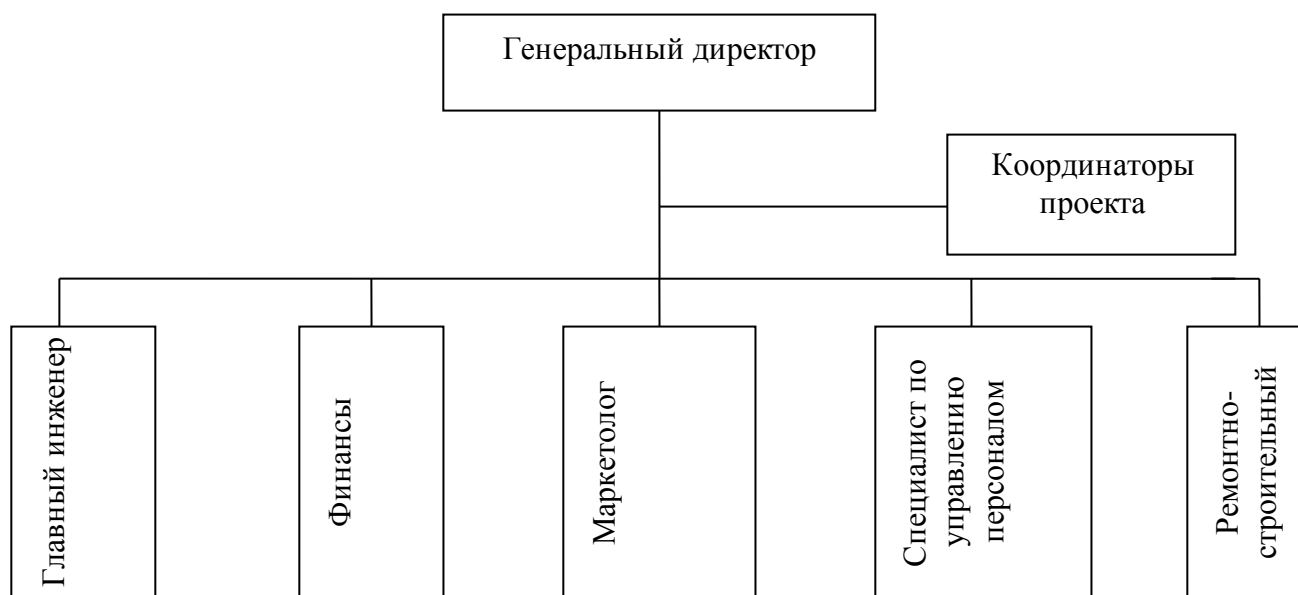 Генеральный директор
Координаторы
проекта
Главный инженер
Финансы
Маркетолог
Специалист по
управлению
персоналом
Ремонтно-
строительный